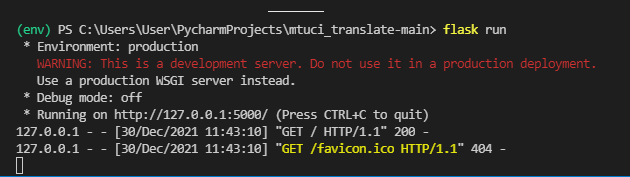 (env) PS C:\Users\User\PycharmProjects\mtuci_translate-main> flask run
* Environment: production
WARNING: This is a development server. Do not use it in a production deployment.
Use a production WSGI server instead.
* Debug mode: off
* Running on http://127.0.0.1:5000/ (Press CTRL+C to quit)
127.0.0.1 - - [30/Dec/2021 11:43:10] "GET / HTTP/1.1" 200 -
127.0.0.1 - - [30/Dec/2021 11:43:10] "GET /favicon.ico HTTP/1.1" 404 -